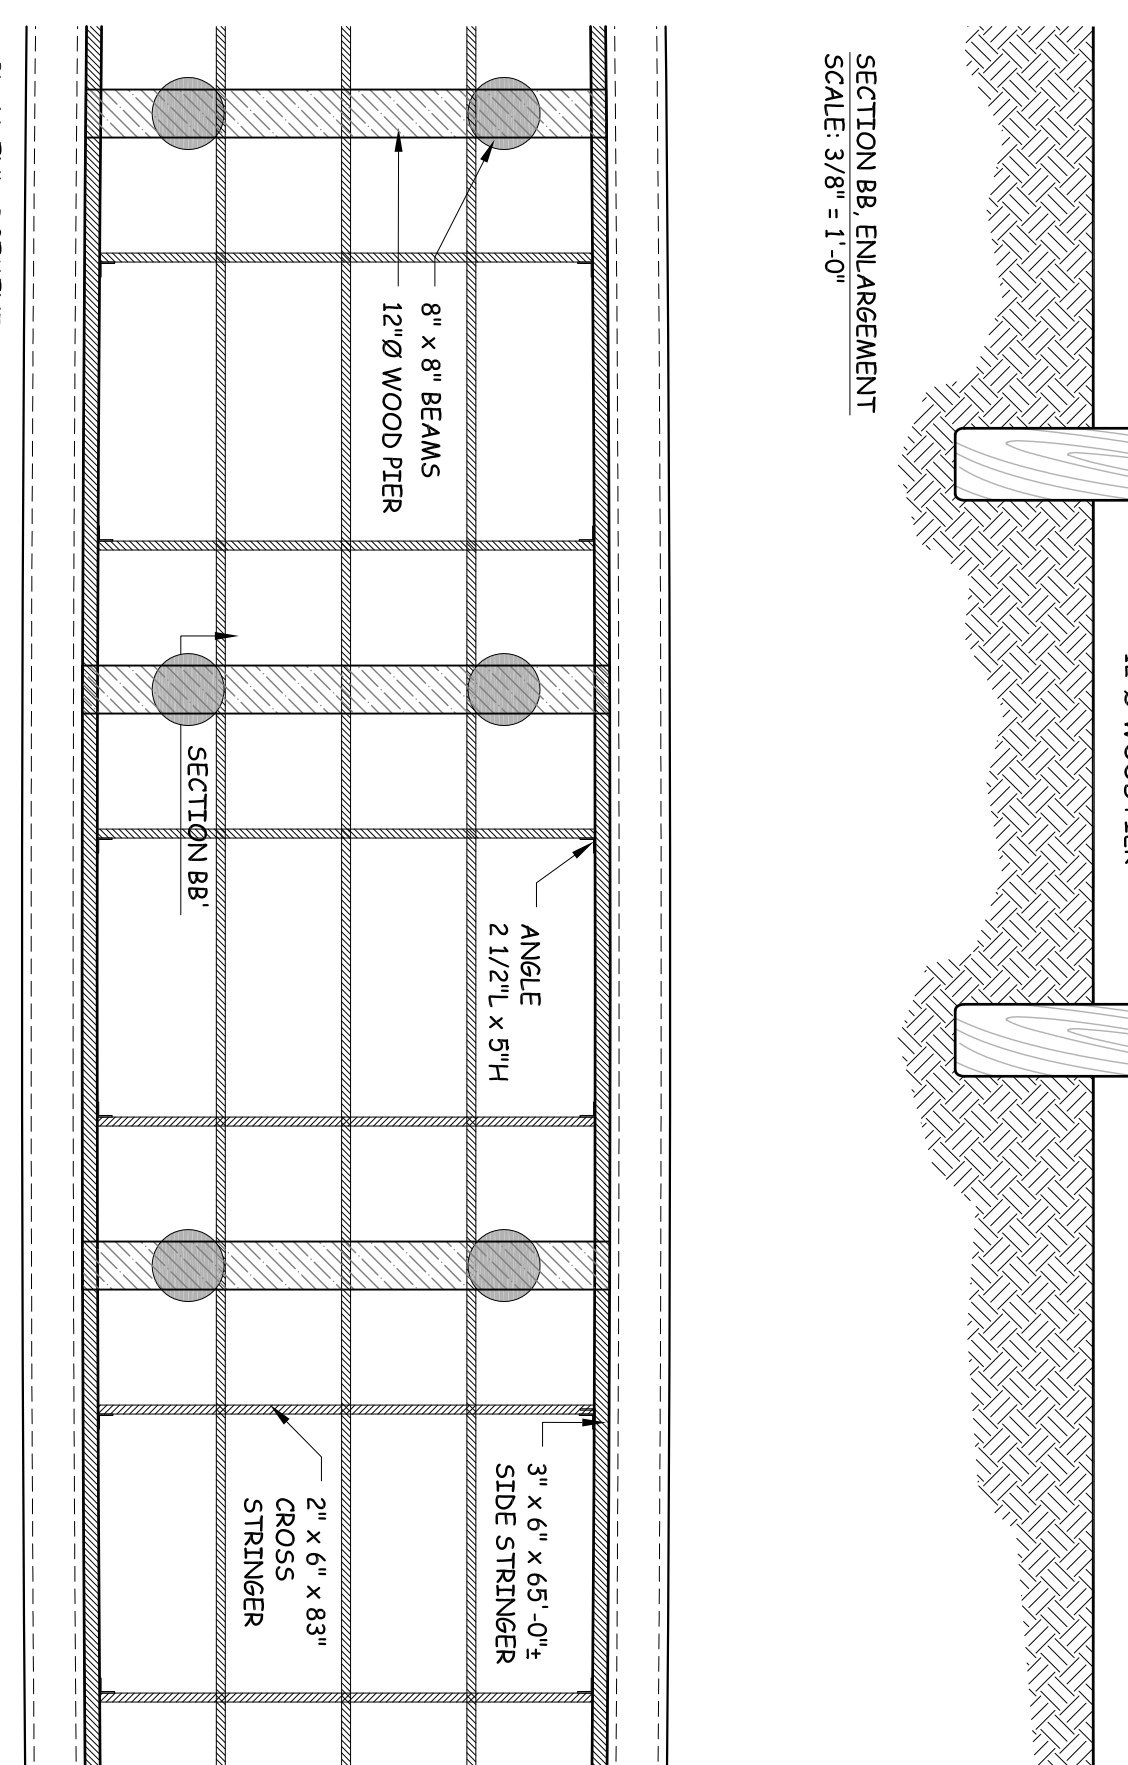 SECTION BB, ENLARGEMENT
SCALE: 3/8" = 1'-0"
8" x 8" BEAMS
12"Ø WOOD PIER
SECTION BB'
ANGLE
2 1/2"L x 5"H
3" x 6" x 65'-0"±
SIDE STRINGER
2" x 6" x 83"
CROSS
STRINGER